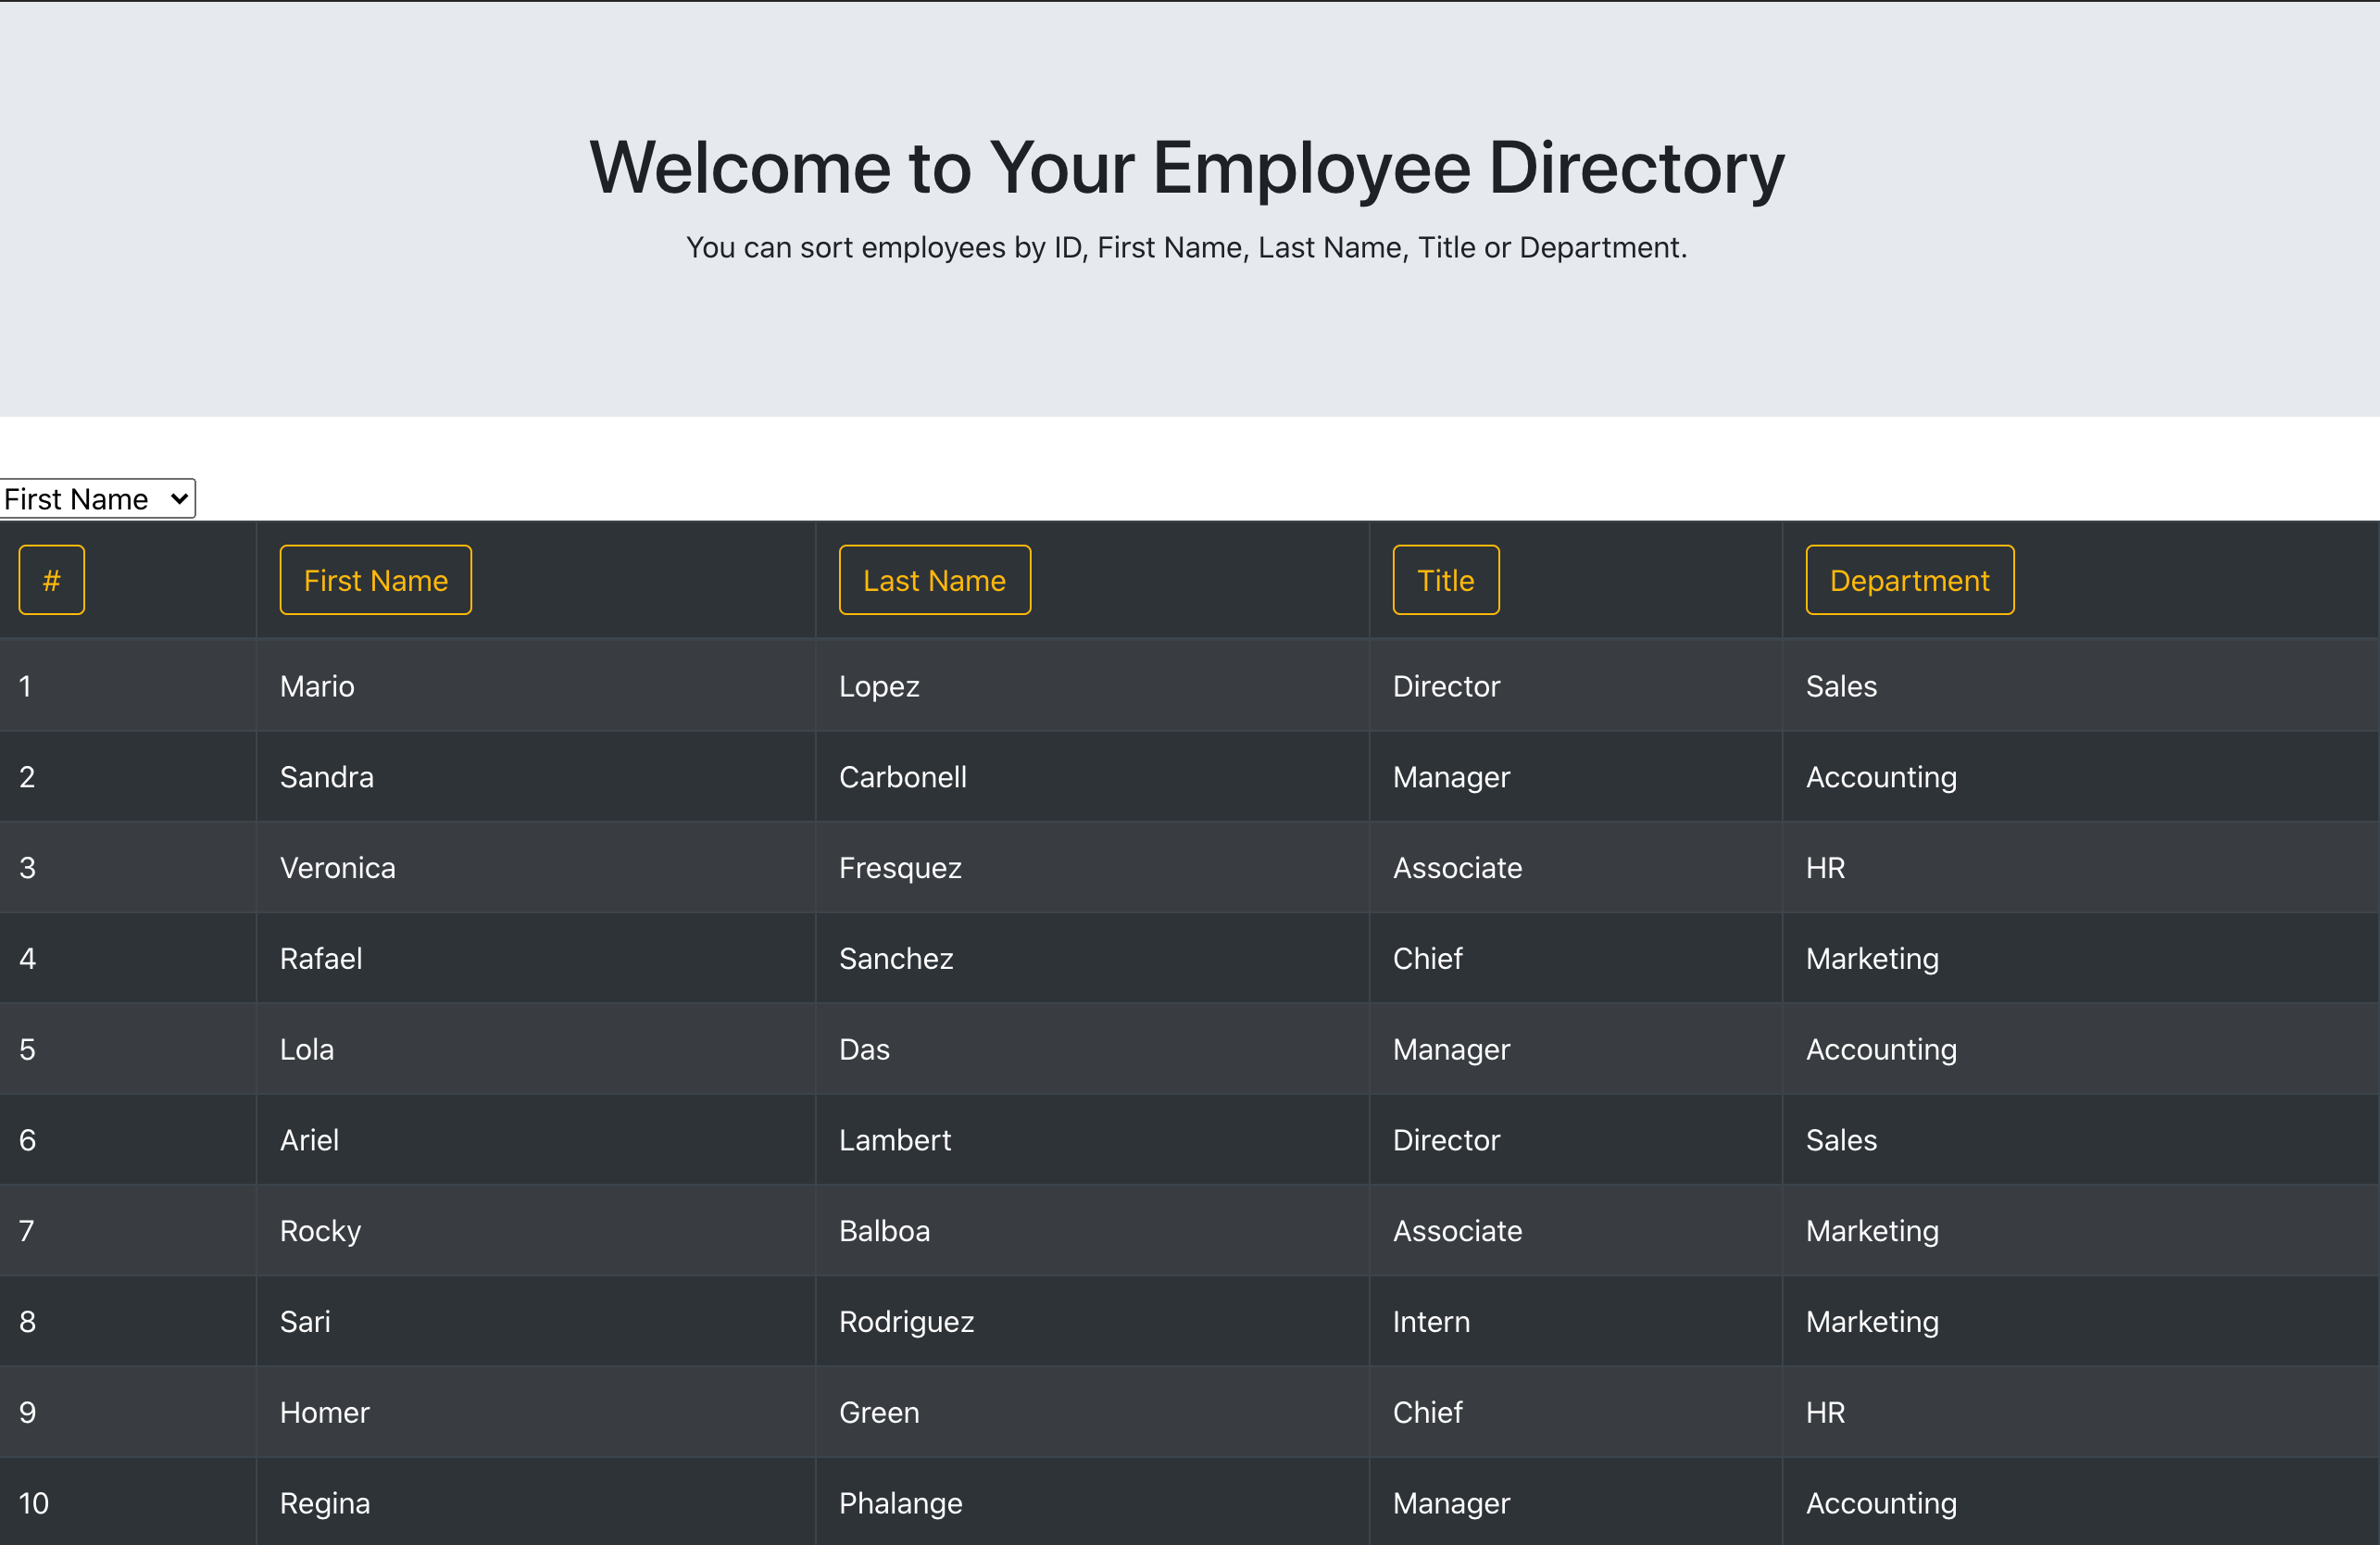 Welcome to Your Employee Directory
You can sort employees by ID, First Name, Last Name, Title or Department.
First Name
# First Name Last Name Title Department
1 Mario Lopez Director Sales
2 Sandra Carbonell Manager Accounting
3 Veronica Fresquez Associate HR
4 Rafael Sanchez Chief Marketing
5 Lola Das Manager Accounting
6 Ariel Lambert Director Sales
7 Rocky Balboa Associate Marketing
8 Sari Rodriguez Intern Marketing
9 Homer Green Chief HR
10 Regina Phalange Manager Accounting